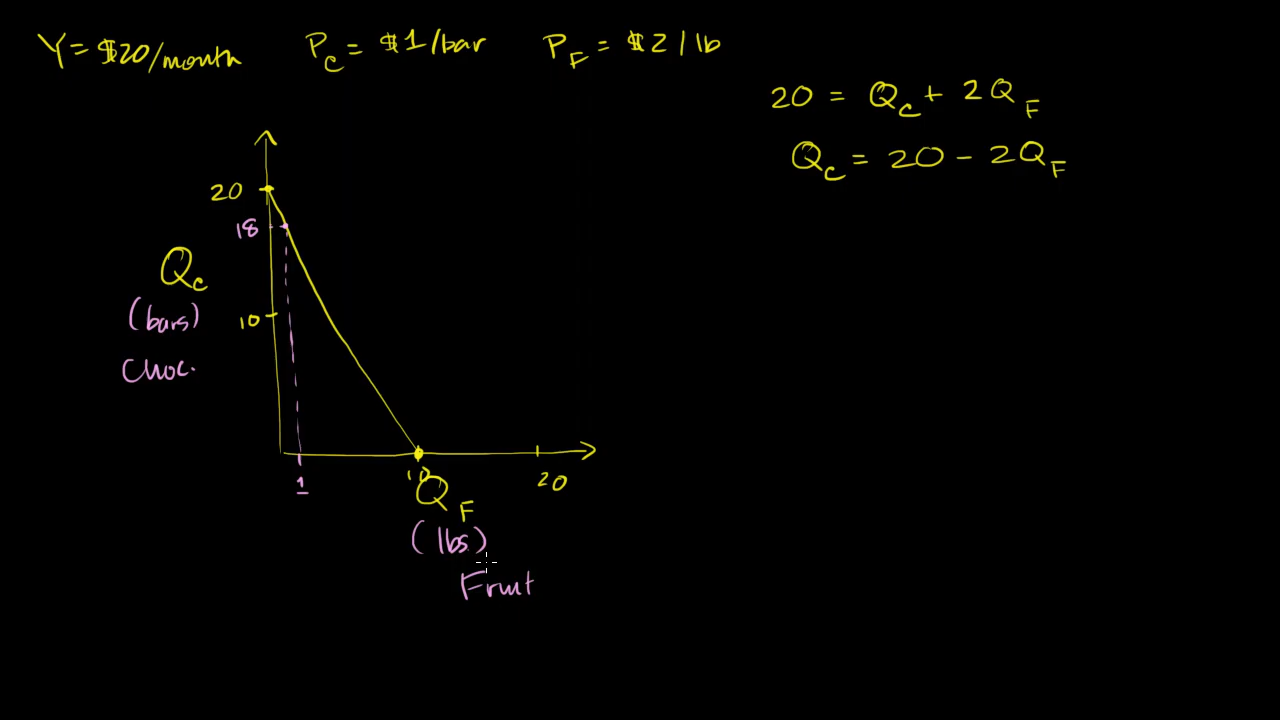 Y = $20/month P_C = $1/bar P_F = $2/lb
20 = Q_C + 2Q_F
Q_C = 20 - 2Q_F
20
18
Q_C
(bars)
10
Choc.
1
10
20
Q_F
(lbs)
Fruit